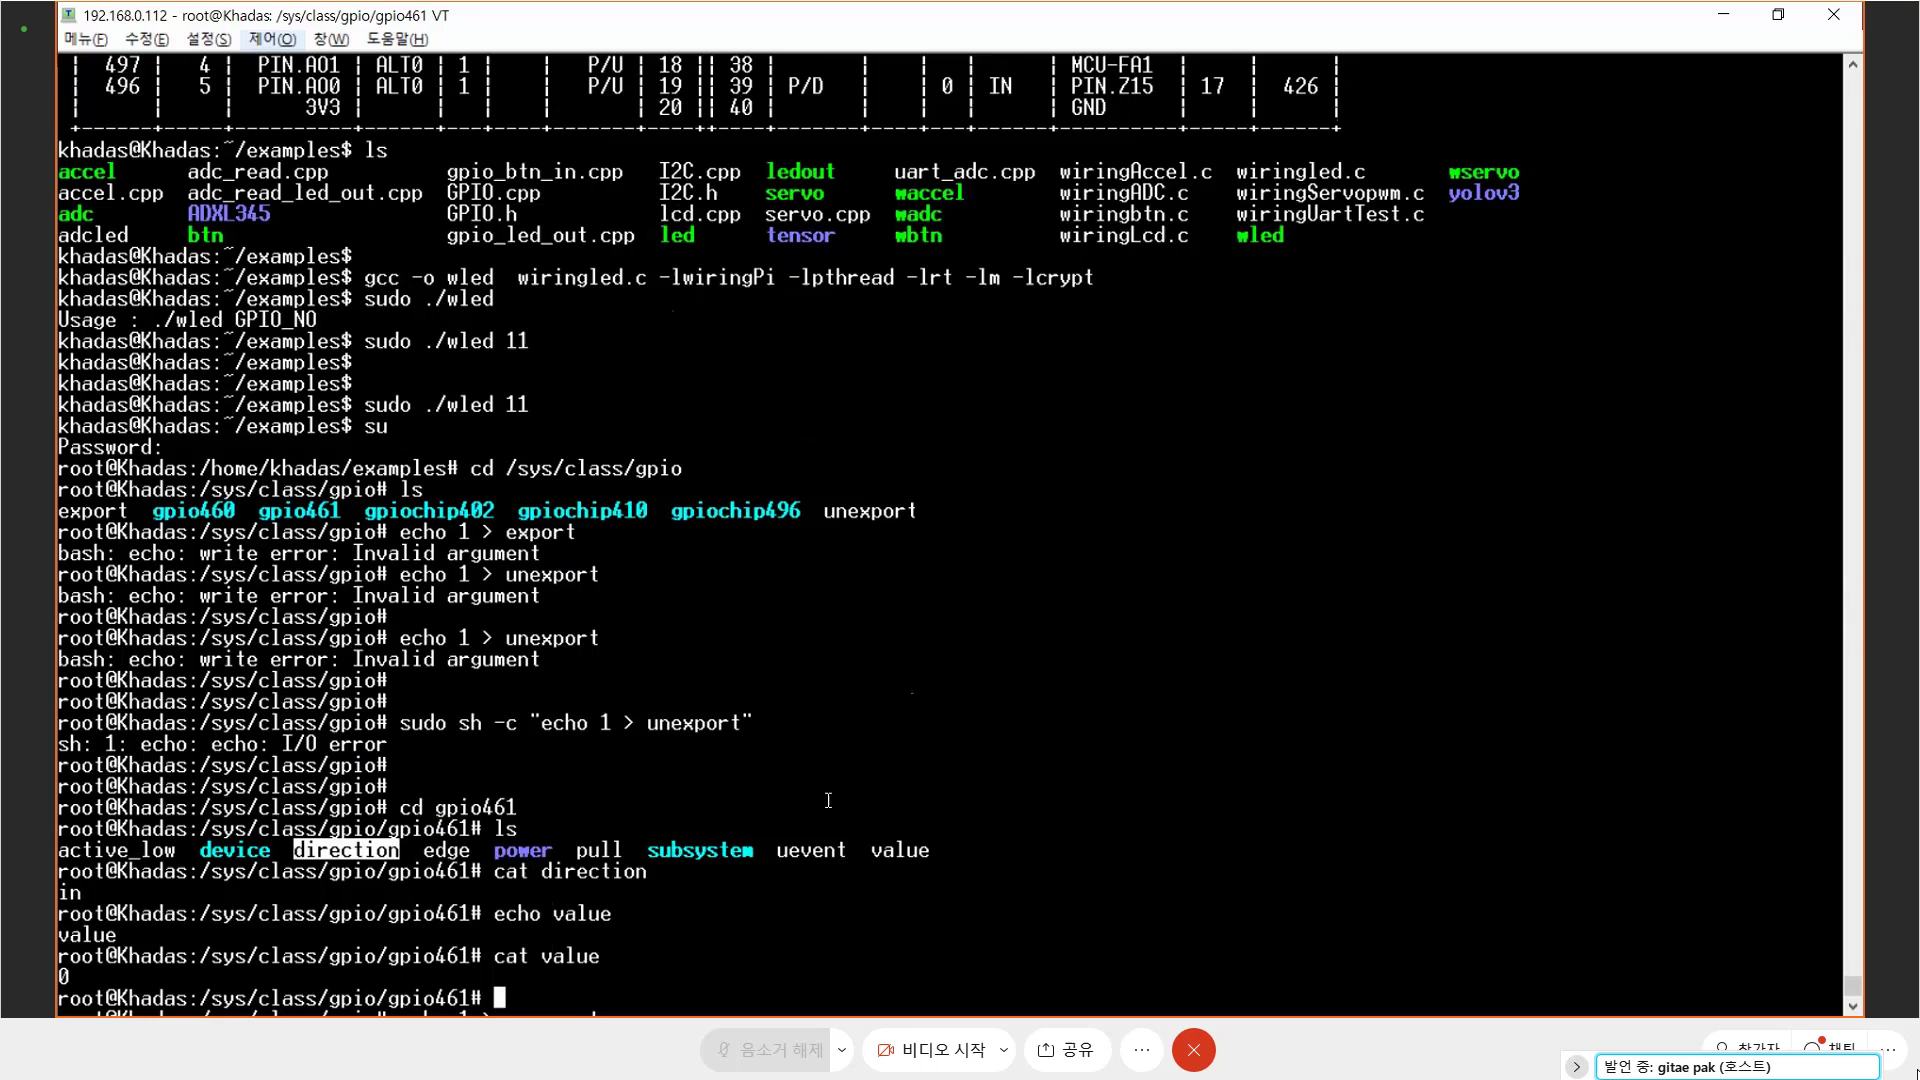 192.168.0.112 - root@Khadas: /sys/class/gpio/gpio461 VT
메뉴(F) 수정(E) 설정(S) 제어(O) 창(W) 도움말(H)
| 497 | 4 | PIN.AO1 | ALT0 | 1 | | P/U | 18 || 38 | | | | | MCU-FA1 | | |
| 496 | 5 | PIN.AO0 | ALT0 | 1 | | P/U | 19 || 39 | P/D | | 0 | IN | PIN.Z15 | 17 | 426 |
| | | 3V3 | | | | | 20 || 40 | | | | | GND | | |
khadas@Khadas:~/examples$ ls
accel adc_read.cpp gpio_btn_in.cpp I2C.cpp ledout uart_adc.cpp wiringAccel.c wiringled.c wservo
accel.cpp adc_read_led_out.cpp GPIO.cpp I2C.h servo waccel wiringADC.c wiringServopwm.c yolov3
adc ADXL345 GPIO.h lcd.cpp servo.cpp wadc wiringbtn.c wiringUartTest.c
adcled btn gpio_led_out.cpp led tensor wbtn wiringLcd.c wled
khadas@Khadas:~/examples$
khadas@Khadas:~/examples$ gcc -o wled  wiringled.c -lwiringPi -lpthread -lrt -lm -lcrypt
khadas@Khadas:~/examples$ sudo ./wled
Usage : ./wled GPIO_NO
khadas@Khadas:~/examples$ sudo ./wled 11
khadas@Khadas:~/examples$
khadas@Khadas:~/examples$
khadas@Khadas:~/examples$ sudo ./wled 11
khadas@Khadas:~/examples$ su
Password:
root@Khadas:/home/khadas/examples# cd /sys/class/gpio
root@Khadas:/sys/class/gpio# ls
export gpio460 gpio461 gpiochip402 gpiochip410 gpiochip496 unexport
root@Khadas:/sys/class/gpio# echo 1 > export
bash: echo: write error: Invalid argument
root@Khadas:/sys/class/gpio# echo 1 > unexport
bash: echo: write error: Invalid argument
root@Khadas:/sys/class/gpio#
root@Khadas:/sys/class/gpio# echo 1 > unexport
bash: echo: write error: Invalid argument
root@Khadas:/sys/class/gpio#
root@Khadas:/sys/class/gpio#
root@Khadas:/sys/class/gpio# sudo sh -c "echo 1 > unexport"
sh: 1: echo: echo: I/O error
root@Khadas:/sys/class/gpio#
root@Khadas:/sys/class/gpio#
root@Khadas:/sys/class/gpio# cd gpio461
root@Khadas:/sys/class/gpio/gpio461# ls
active_low device direction edge power pull subsystem uevent value
root@Khadas:/sys/class/gpio/gpio461# cat direction
in
root@Khadas:/sys/class/gpio/gpio461# echo value
value
root@Khadas:/sys/class/gpio/gpio461# cat value
0
root@Khadas:/sys/class/gpio/gpio461#
음소거 해제 비디오 시작 공유
발언 중: gitae pak (호스트)